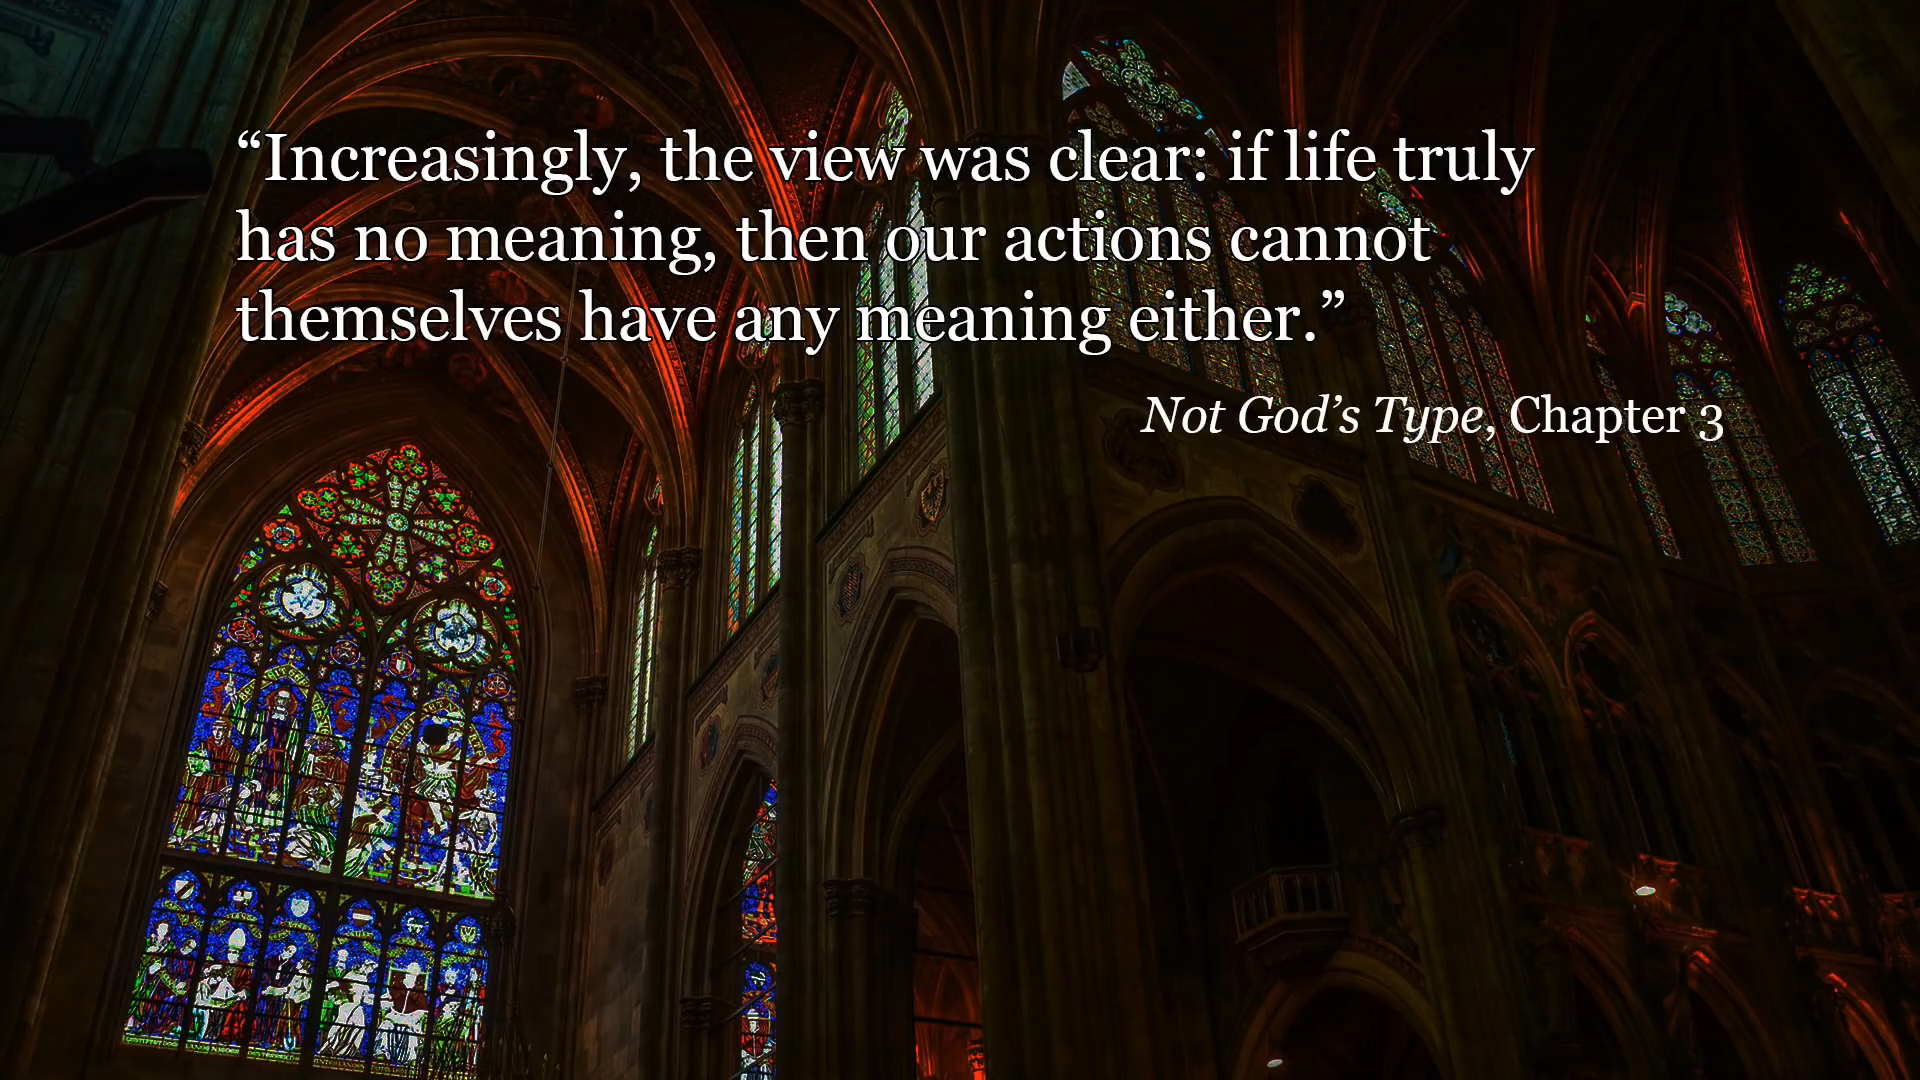 “Increasingly, the view was clear: if life truly
has no meaning, then our actions cannot
themselves have any meaning either.”
Not God’s Type, Chapter 3